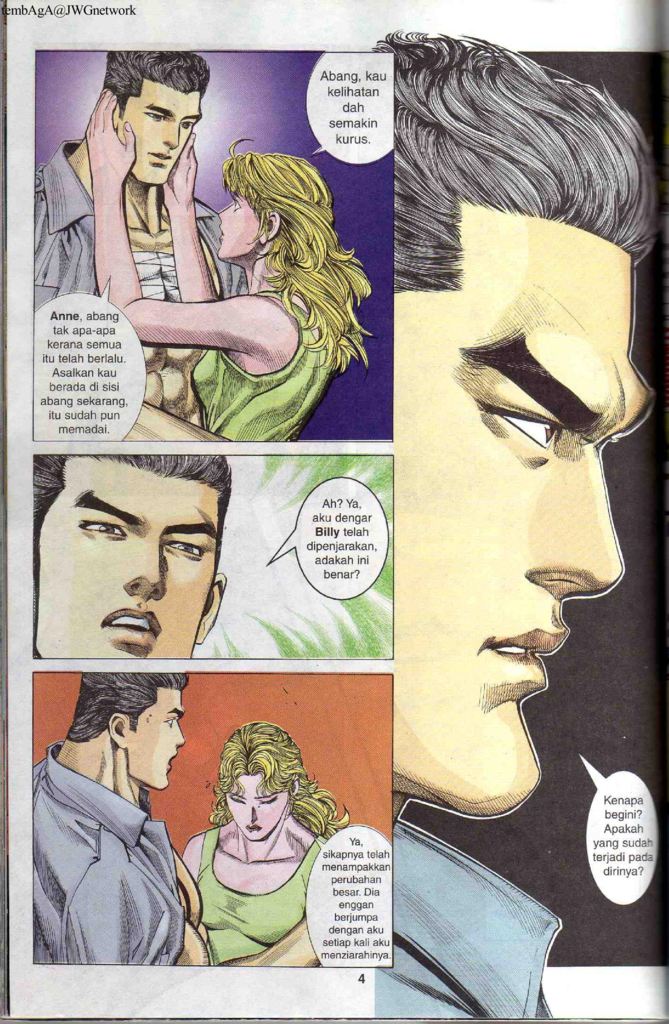 tembAgA@JWGnetwork
Abang, kau
kelihatan
dah
semakin
kurus.
Anne, abang
tak apa-apa
kerana semua
itu telah berlalu.
Asalkan kau
berada di sisi
abang sekarang,
itu sudah pun
memadai.
Ah? Ya,
aku dengar
Billy telah
dipenjarakan,
adakah ini
benar?
Ya,
sikapnya telah
menampakkan
perubahan
besar. Dia
enggan
berjumpa
dengan aku
setiap kali aku
menziarahinya.
Kenapa
begini?
Apakah
yang sudah
terjadi pada
dirinya?
4